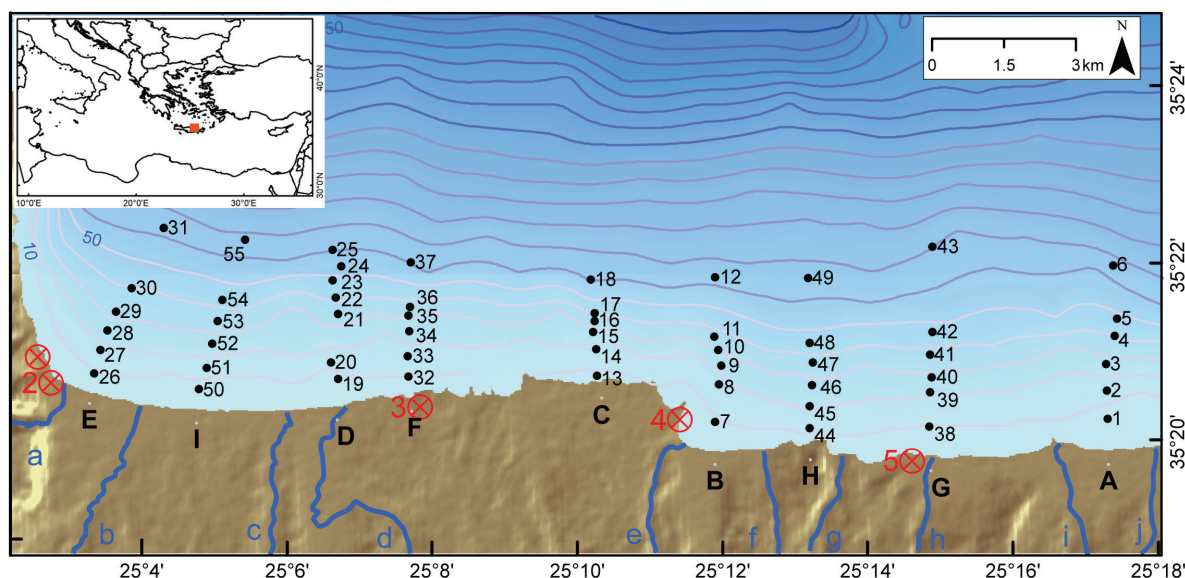 50
0
N
0 1.5 3 km
40°0'N
30°0'N
10°0'E 20°0'E 30°0'E
35°24'
35°22'
35°20'
10
50
31
55
25
24
23
22
21
20
19
37
36
35
34
33
32
18
17
16
15
14
13
12
11
10
9
8
7
49
48
47
46
45
44
43
42
41
40
39
38
6
5
4
3
2
1
30
29
28
27
26
54
53
52
51
50
2
3
4
5
E
I
D
F
C
B
H
G
A
a
b
c
d
e
f
g
h
i
j
25°4' 25°6' 25°8' 25°10' 25°12' 25°14' 25°16' 25°18'